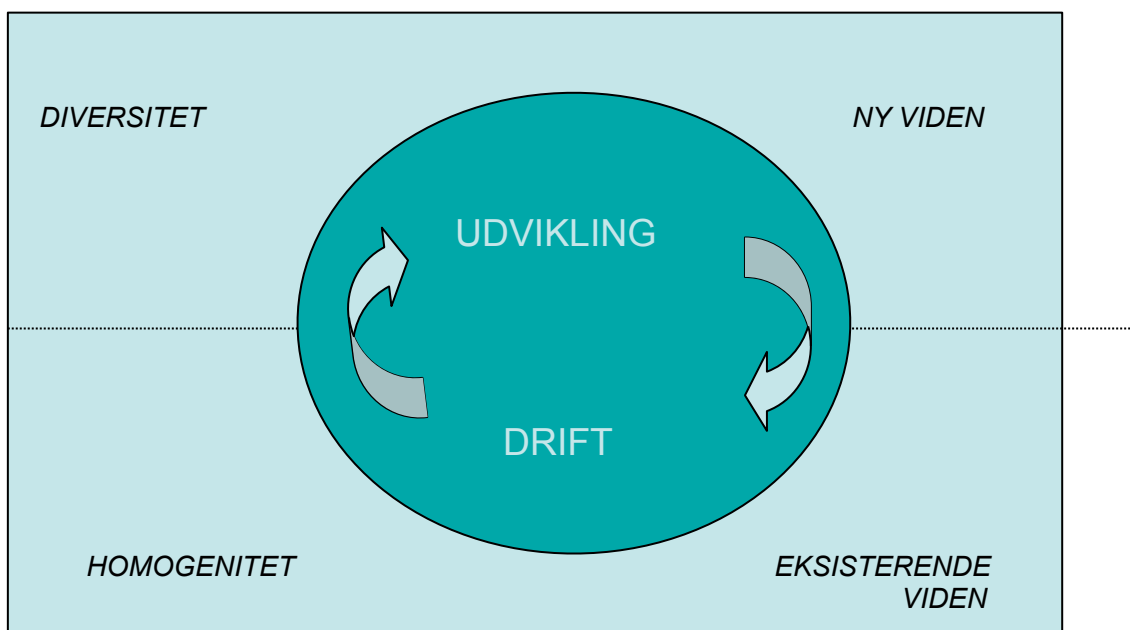 DIVERSITET
NY VIDEN
UDVIKLING
DRIFT
HOMOGENITET
EKSISTERENDE
VIDEN